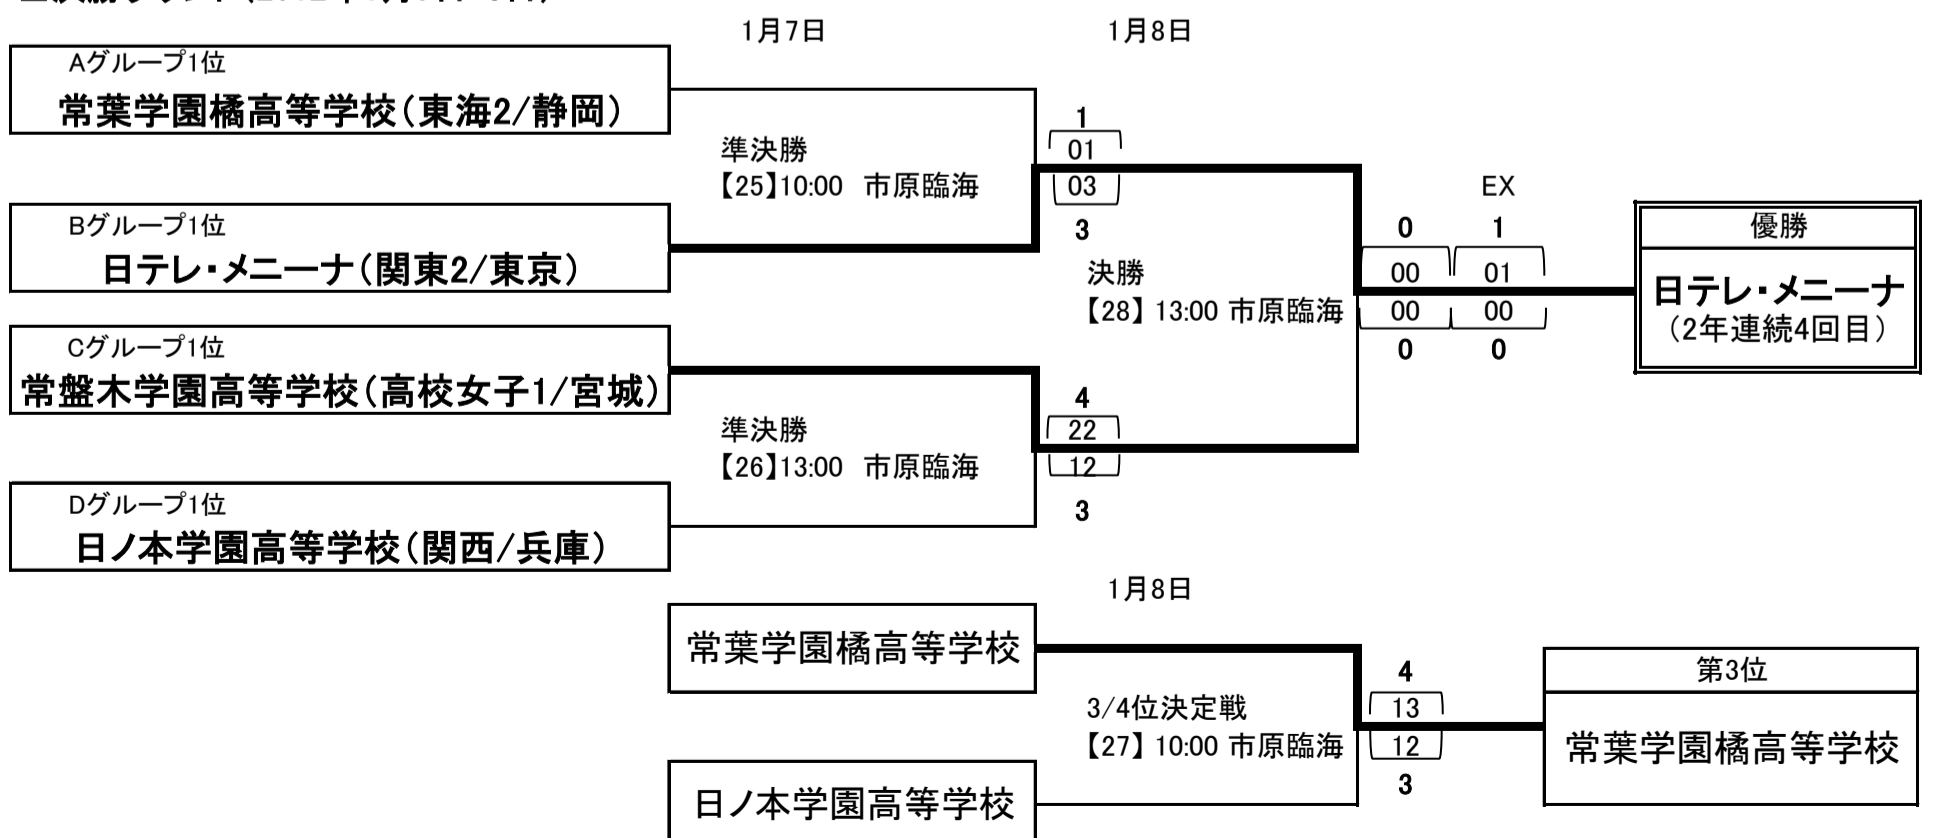 1月7日
1月8日
Aグループ1位
常葉学園橘高等学校(東海2/静岡)
準決勝
【25】10:00 市原臨海
1
01
03
3
Bグループ1位
日テレ・メニーナ(関東2/東京)
決勝
【28】 13:00 市原臨海
EX
0 1
00 01
00 00
0 0
優勝
日テレ・メニーナ
(2年連続4回目)
Cグループ1位
常盤木学園高等学校(高校女子1/宮城)
準決勝
【26】13:00 市原臨海
4
22
12
3
Dグループ1位
日ノ本学園高等学校(関西/兵庫)
1月8日
常葉学園橘高等学校
3/4位決定戦
【27】 10:00 市原臨海
4
13
12
3
第3位
常葉学園橘高等学校
日ノ本学園高等学校